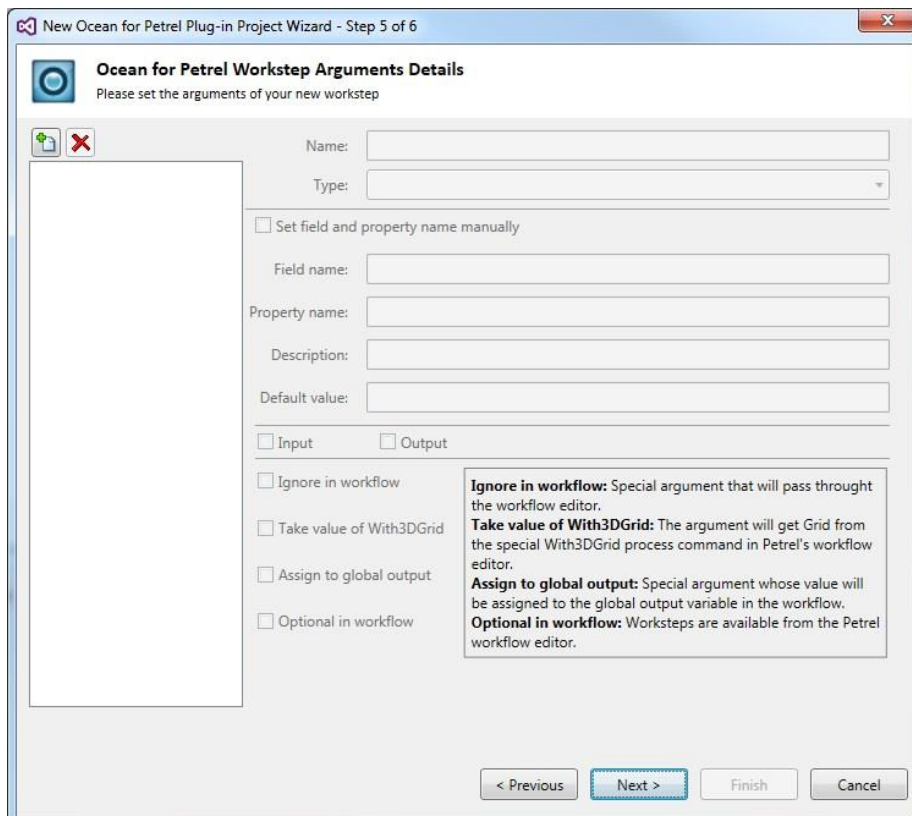 New Ocean for Petrel Plug-in Project Wizard - Step 5 of 6
Ocean for Petrel Workstep Arguments Details
Please set the arguments of your new workstep
Name:
Type:
Set field and property name manually
Field name:
Property name:
Description:
Default value:
Input Output
Ignore in workflow
Take value of With3DGrid
Assign to global output
Optional in workflow
Ignore in workflow: Special argument that will pass throught
the workflow editor.
Take value of With3DGrid: The argument will get Grid from
the special With3DGrid process command in Petrel's workflow
editor.
Assign to global output: Special argument whose value will
be assigned to the global output variable in the workflow.
Optional in workflow: Worksteps are available from the Petrel
workflow editor.
< Previous Next > Finish Cancel